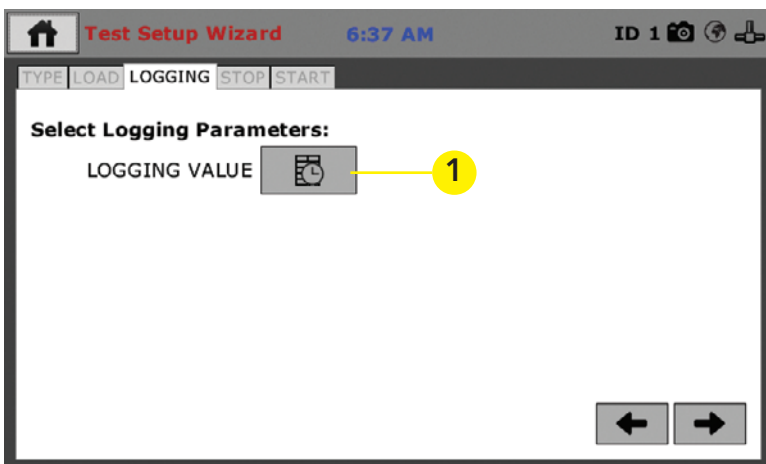 Test Setup Wizard 6:37 AM ID 1
TYPE LOAD LOGGING STOP START
Select Logging Parameters:
LOGGING VALUE 1